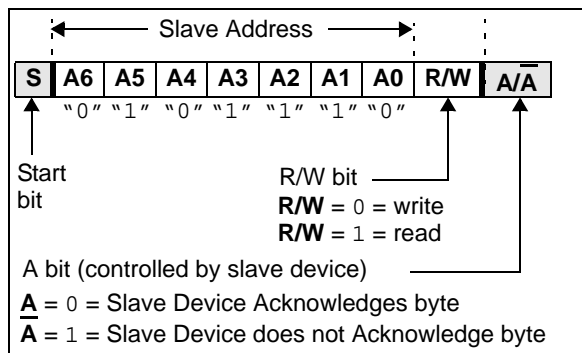 Slave Address
S A6 A5 A4 A3 A2 A1 A0 R/W A/A̅
“0” “1” “0” “1” “1” “1” “0”
Start
bit
R/W bit
R/W = 0 = write
R/W = 1 = read
A bit (controlled by slave device)
A = 0 = Slave Device Acknowledges byte
A̅ = 1 = Slave Device does not Acknowledge byte